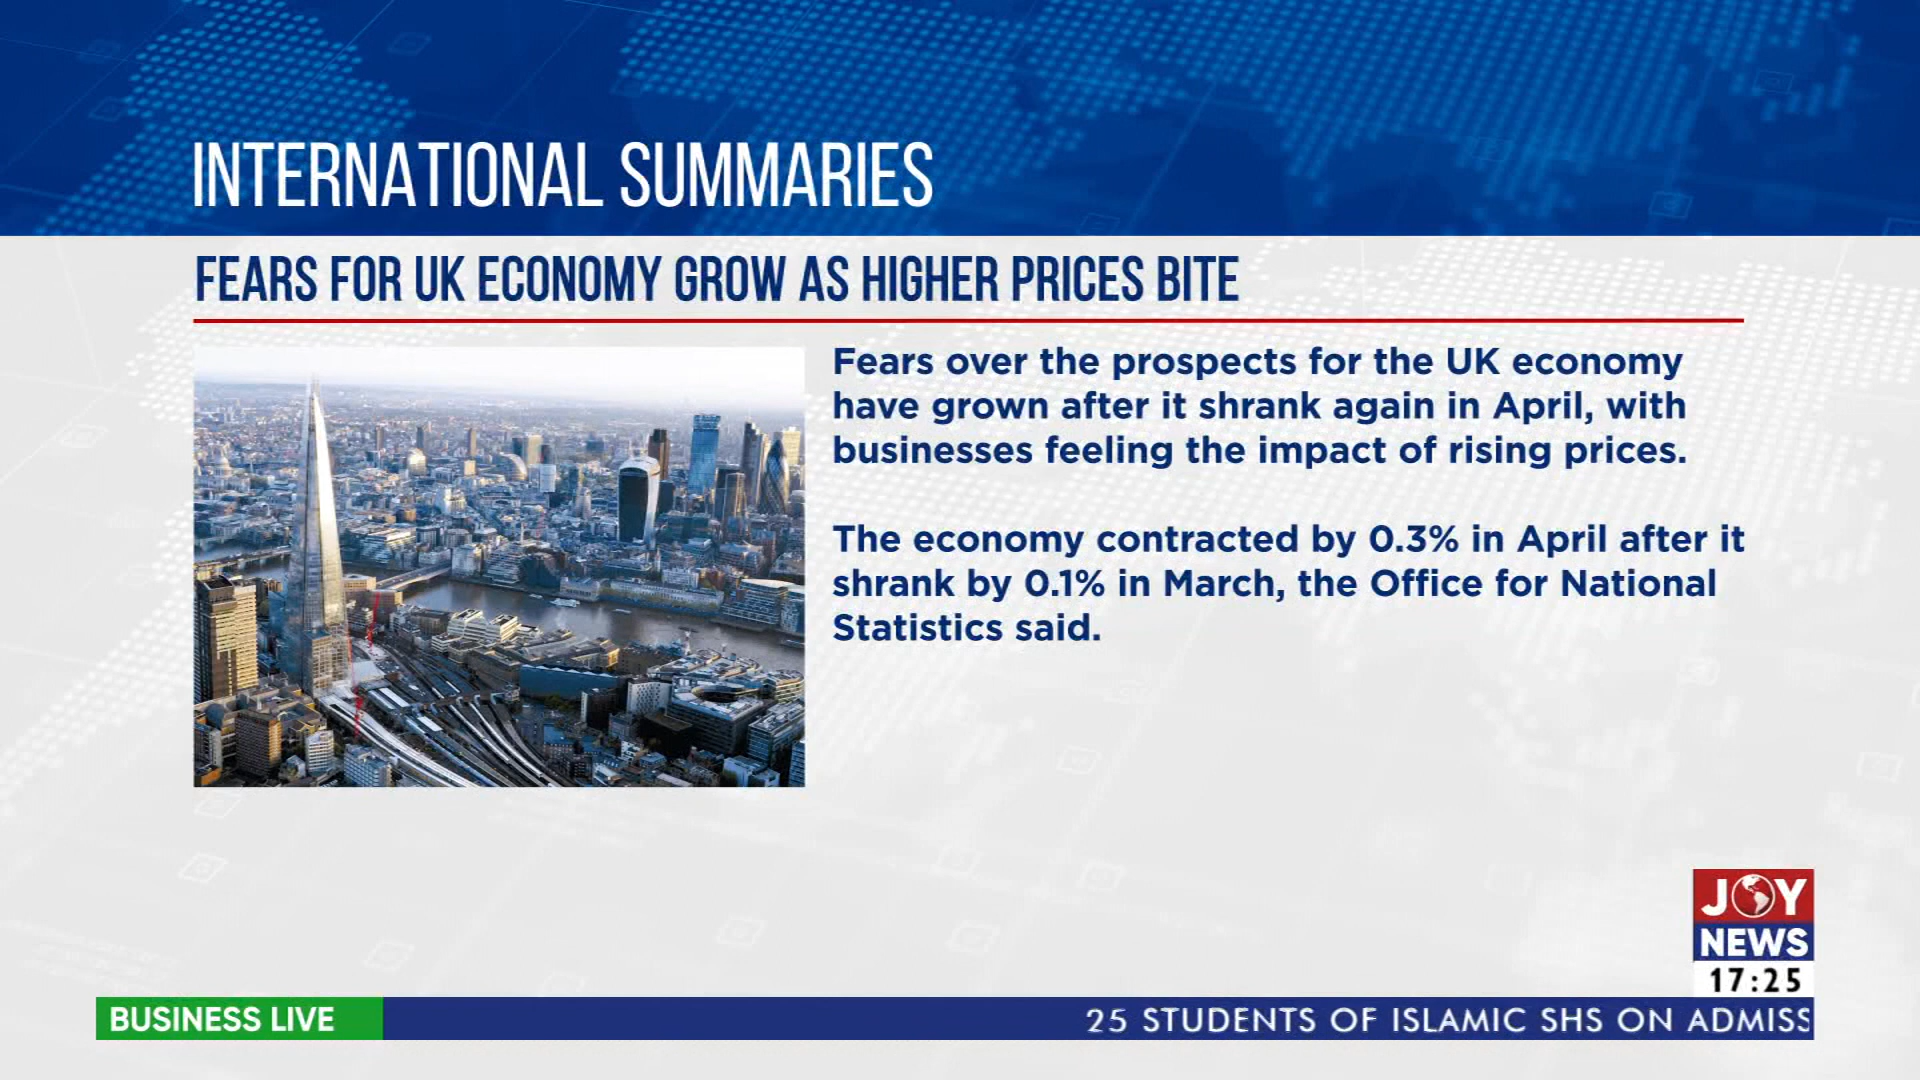 INTERNATIONAL SUMMARIES
FEARS FOR UK ECONOMY GROW AS HIGHER PRICES BITE
Fears over the prospects for the UK economy
have grown after it shrank again in April, with
businesses feeling the impact of rising prices.
The economy contracted by 0.3% in April after it
shrank by 0.1% in March, the Office for National
Statistics said.
JOY
NEWS
17:25
BUSINESS LIVE
25 STUDENTS OF ISLAMIC SHS ON ADMISS